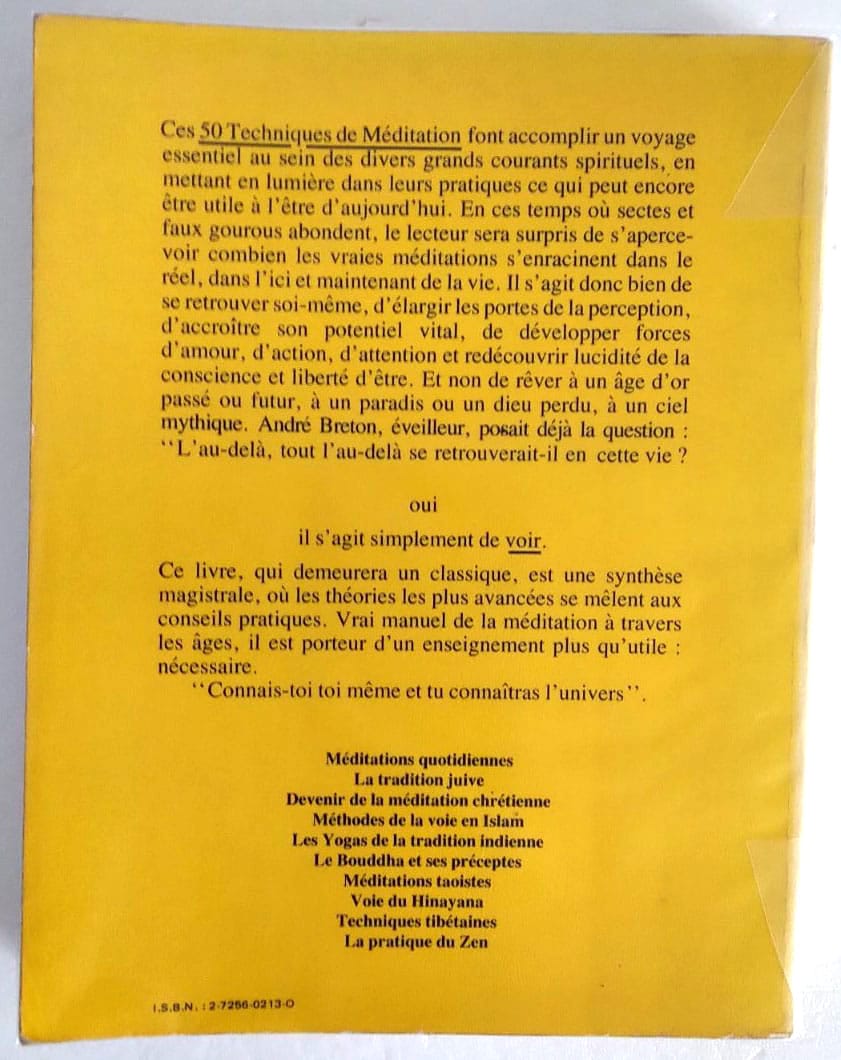 Ces 50 Techniques de Méditation font accomplir un voyage
essentiel au sein des divers grands courants spirituels, en
mettant en lumière dans leurs pratiques ce qui peut encore
être utile à l'être d'aujourd'hui. En ces temps où sectes et
faux gourous abondent, le lecteur sera surpris de s'aperce-
voir combien les vraies méditations s'enracinent dans le
réel, dans l'ici et maintenant de la vie. Il s'agit donc bien de
se retrouver soi-même, d'élargir les portes de la perception,
d'accroître son potentiel vital, de développer forces
d'amour, d'action, d'attention et redécouvrir lucidité de la
conscience et liberté d'être. Et non de rêver à un âge d'or
passé ou futur, à un paradis ou un dieu perdu, à un ciel
mythique. André Breton, éveilleur, posait déjà la question :
‘‘L'au-delà, tout l'au-delà se retrouverait-il en cette vie ?
oui
il s'agit simplement de voir.
Ce livre, qui demeurera un classique, est une synthèse
magistrale, où les théories les plus avancées se mêlent aux
conseils pratiques. Vrai manuel de la méditation à travers
les âges, il est porteur d'un enseignement plus qu'utile :
nécessaire.
‘‘Connais-toi toi même et tu connaîtras l'univers’’.
Méditations quotidiennes
La tradition juive
Devenir de la méditation chrétienne
Méthodes de la voie en Islam
Les Yogas de la tradition indienne
Le Bouddha et ses préceptes
Méditations taoistes
Voie du Hinayana
Techniques tibétaines
La pratique du Zen
I.S.B.N. : 2-7256-0213-0